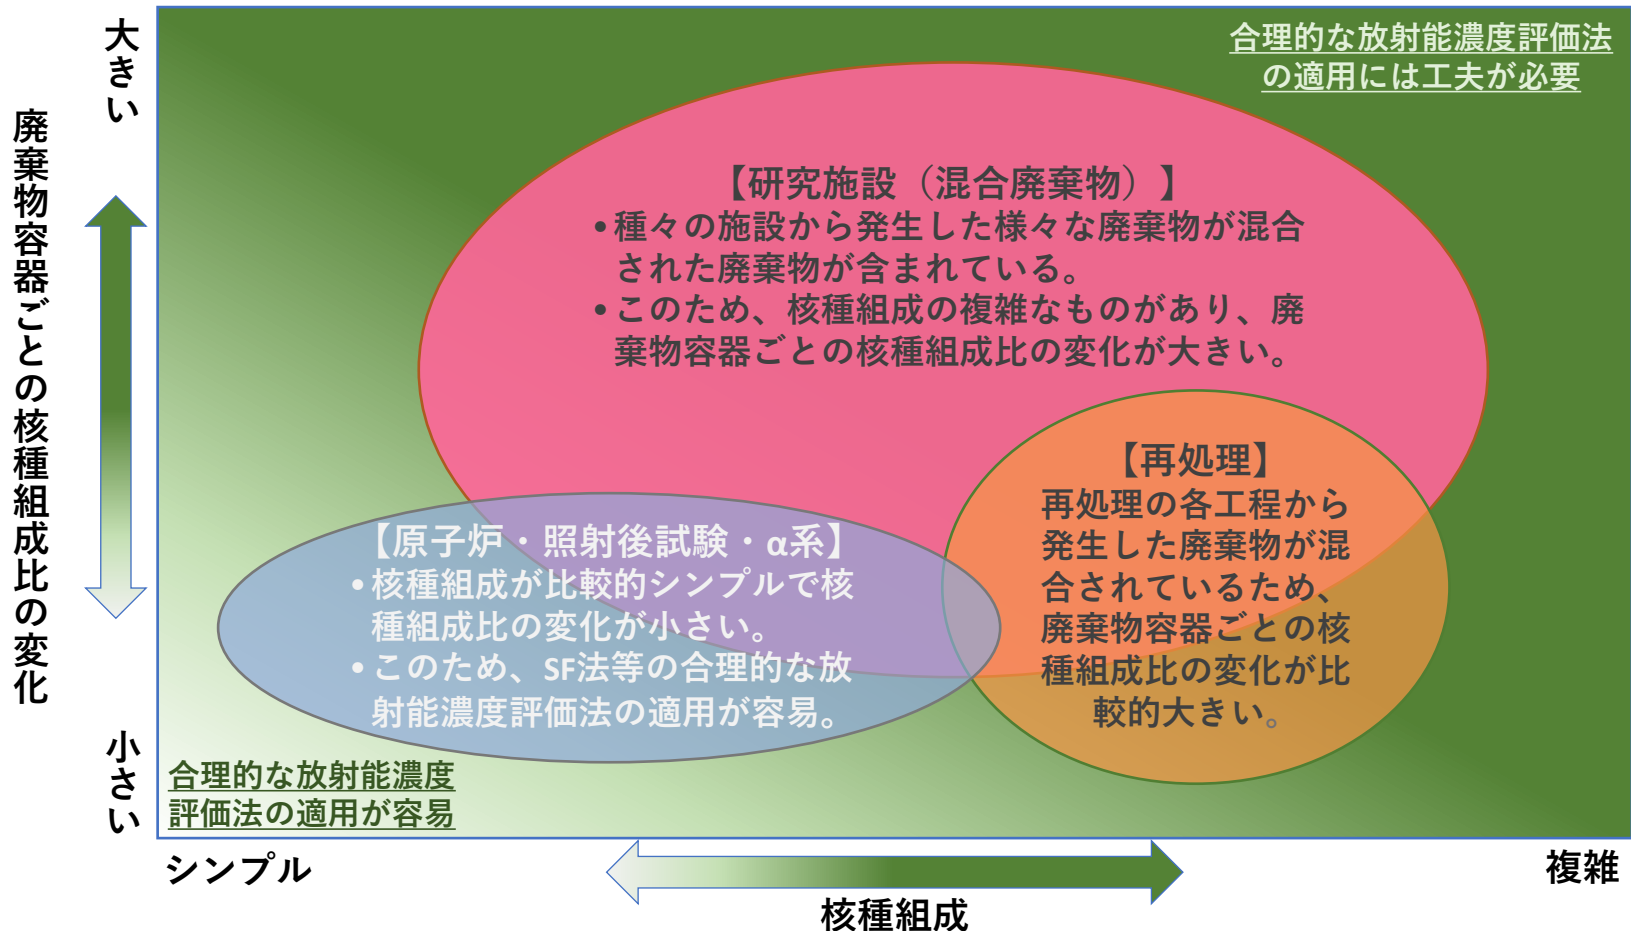 大きい
廃棄物容器ごとの核種組成比の変化
小さい
合理的な放射能濃度評価法
の適用には工夫が必要
【研究施設（混合廃棄物）】
•種々の施設から発生した様々な廃棄物が混合
された廃棄物が含まれている。
•このため、核種組成の複雑なものがあり、廃
棄物容器ごとの核種組成比の変化が大きい。
【再処理】
再処理の各工程から
発生した廃棄物が混
合されているため、
廃棄物容器ごとの核
種組成比の変化が比
較的大きい。
【原子炉・照射後試験・α系】
•核種組成が比較的シンプルで核
種組成比の変化が小さい。
•このため、SF法等の合理的な放
射能濃度評価法の適用が容易。
合理的な放射能濃度
評価法の適用が容易
シンプル
複雑
核種組成